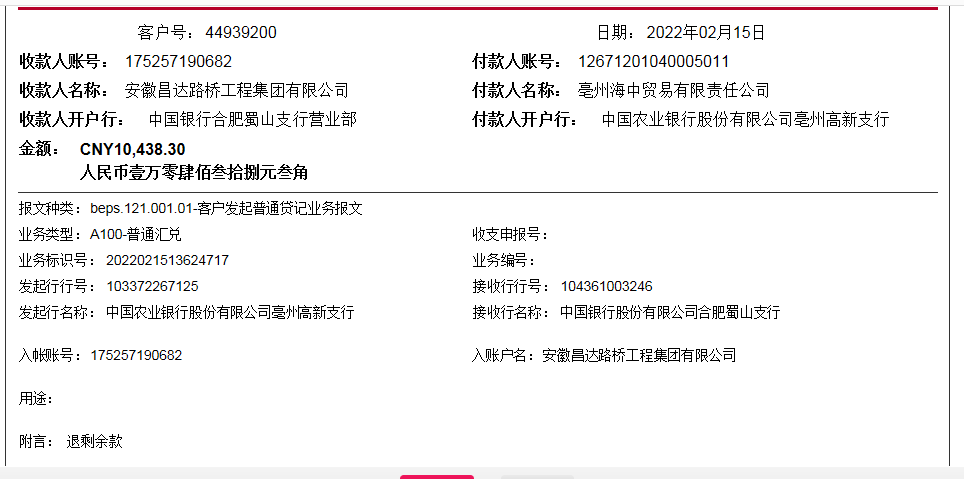 客户号：44939200 日期：2022年02月15日
收款人账号：175257190682 付款人账号：12671201040005011
收款人名称：安徽昌达路桥工程集团有限公司 付款人名称：亳州海中贸易有限责任公司
收款人开户行：中国银行合肥蜀山支行营业部 付款人开户行：中国农业银行股份有限公司亳州高新支行
金额：CNY10,438.30
人民币壹万零肆佰叁拾捌元叁角
报文种类：beps.121.001.01-客户发起普通贷记业务报文
业务类型：A100-普通汇兑 收支申报号：
业务标识号：2022021513624717 业务编号：
发起行行号：103372267125 接收行行号：104361003246
发起行名称：中国农业银行股份有限公司亳州高新支行 接收行名称：中国银行股份有限公司合肥蜀山支行
入帐账号：175257190682 入账户名：安徽昌达路桥工程集团有限公司
用途：
附言：退剩余款